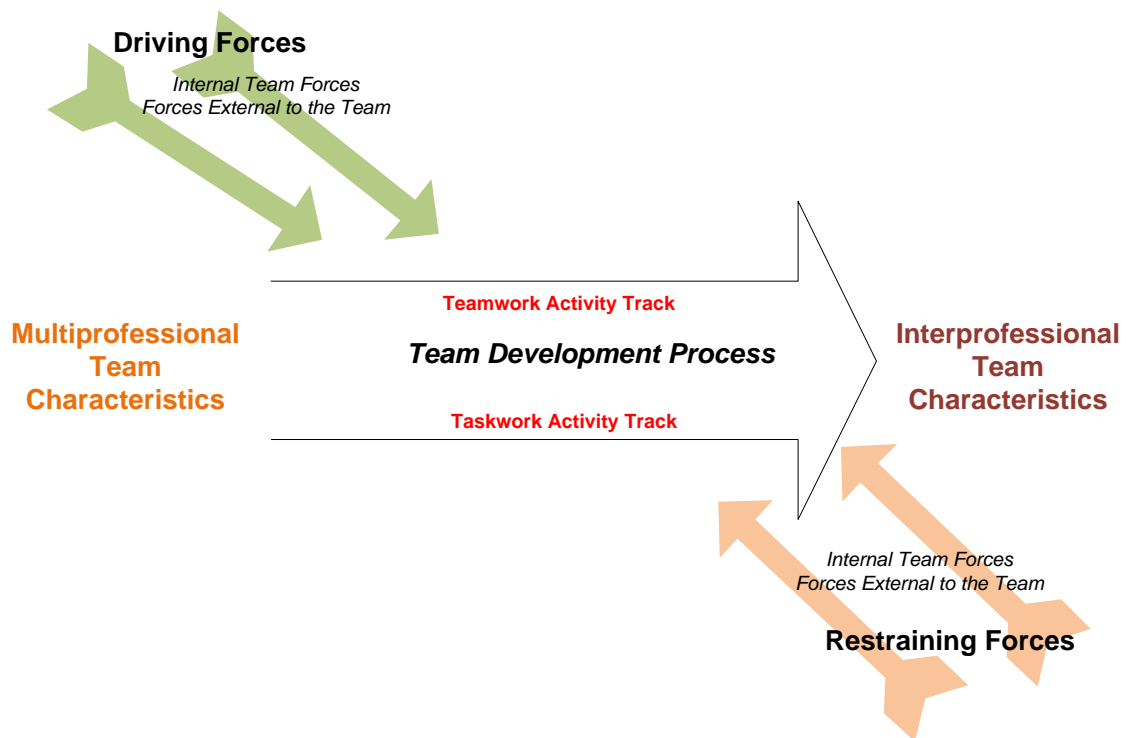 Driving Forces
Internal Team Forces
Forces External to the Team
Teamwork Activity Track
Multiprofessional
Team
Characteristics
Team Development Process
Interprofessional
Team
Characteristics
Taskwork Activity Track
Internal Team Forces
Forces External to the Team
Restraining Forces